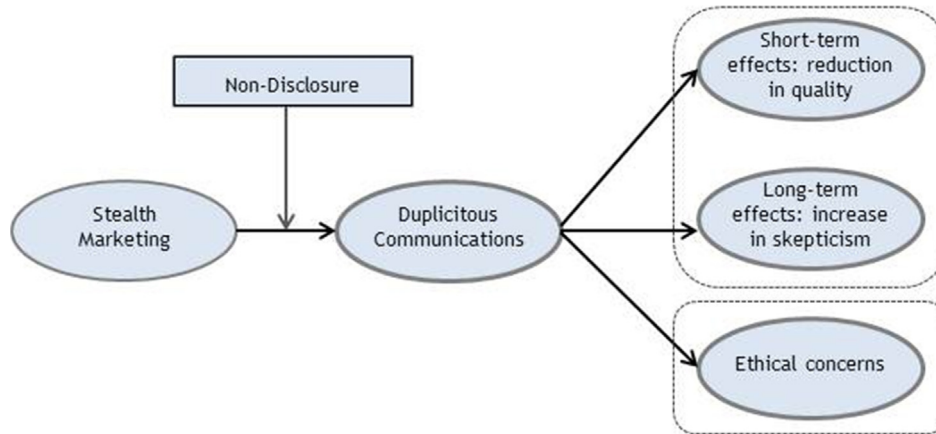 Non-Disclosure
Stealth
Marketing
Duplicitous
Communications
Short-term
effects: reduction
in quality
Long-term
effects: increase
in skepticism
Ethical concerns